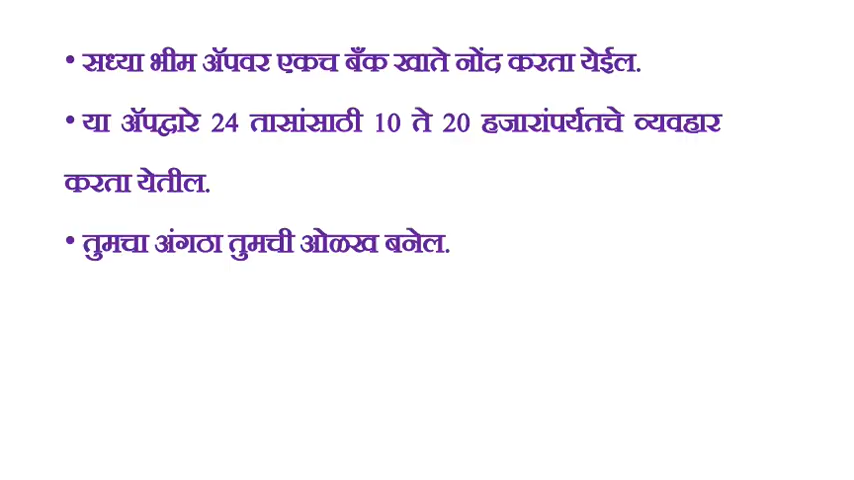 • सध्या भीम ॲपवर एकच बँक खाते नोंद करता येईल.
• या ॲपद्वारे 24 तासांसाठी 10 ते 20 हजारांपर्यंतचे व्यवहार
करता येतील.
• तुमचा अंगठा तुमची ओळख बनेल.